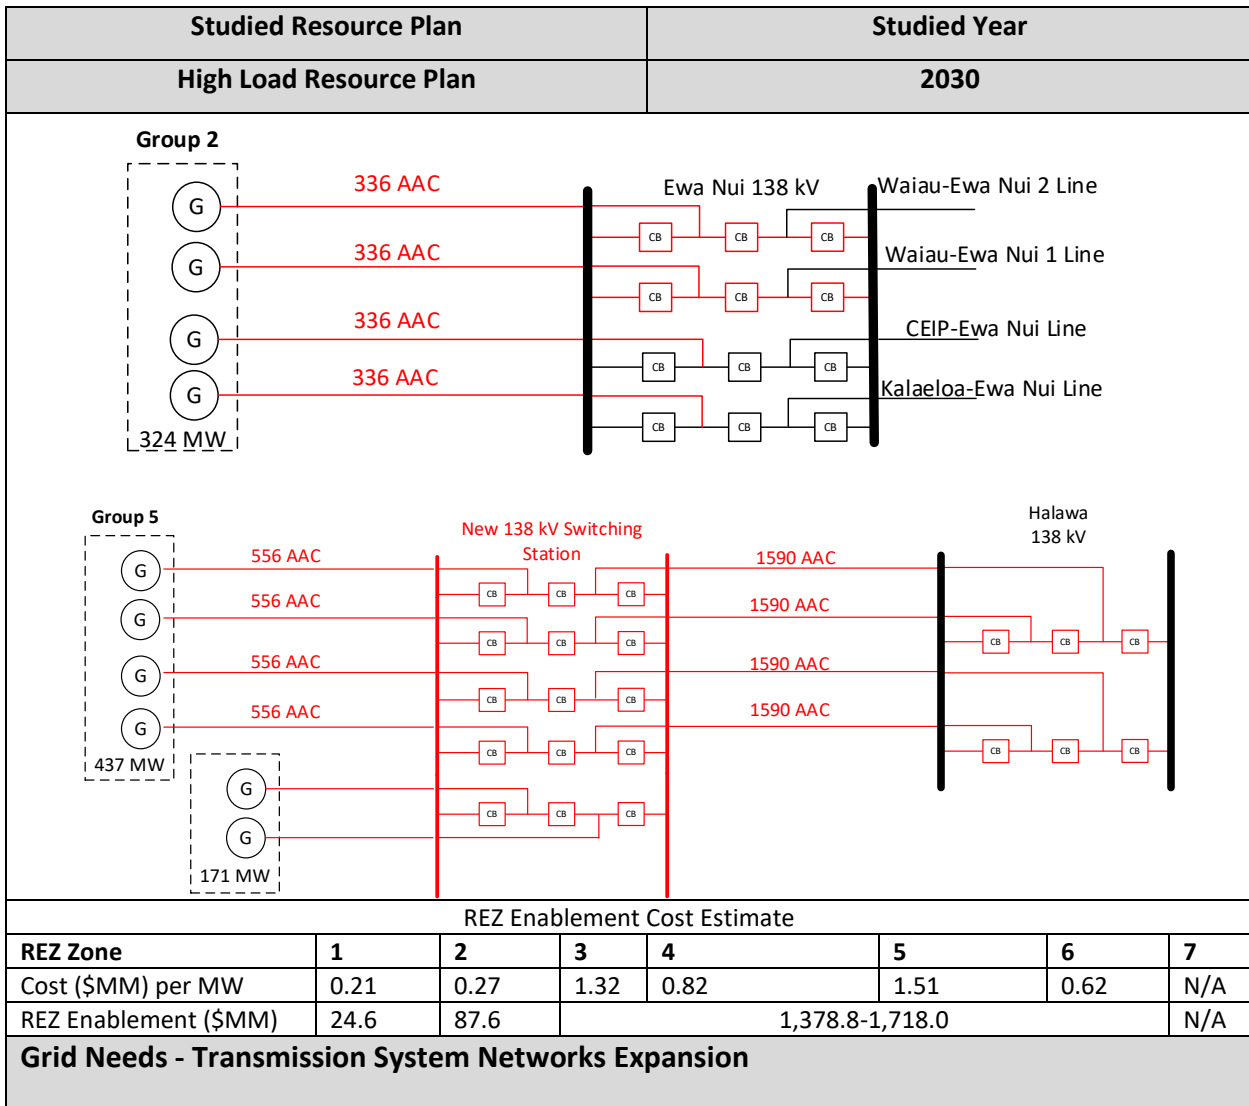 Studied Resource Plan
Studied Year
High Load Resource Plan
2030
Group 2
G
336 AAC
Ewa Nui 138 kV
Waiau-Ewa Nui 2 Line
CB CB CB
G
336 AAC
Waiau-Ewa Nui 1 Line
CB CB CB
G
336 AAC
CEIP-Ewa Nui Line
CB CB CB
G
336 AAC
Kalaeloa-Ewa Nui Line
CB CB CB
324 MW
Group 5
New 138 kV Switching
Station
Halawa
138 kV
G
556 AAC
1590 AAC
CB CB CB
G
556 AAC
1590 AAC
CB CB CB
CB CB CB
G
556 AAC
1590 AAC
CB CB CB
G
556 AAC
1590 AAC
CB CB CB
CB CB CB
437 MW
G
CB CB CB
G
171 MW
REZ Enablement Cost Estimate
REZ Zone 1 2 3 4 5 6 7
Cost ($MM) per MW 0.21 0.27 1.32 0.82 1.51 0.62 N/A
REZ Enablement ($MM) 24.6 87.6 1,378.8-1,718.0 N/A
Grid Needs - Transmission System Networks Expansion